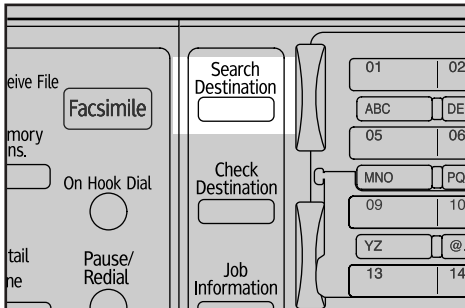 Search
Destination
eive File
Facsimile
mory
ns.
On Hook Dial
Check
Destination
tail
ne
Pause/
Redial
Job
Information
01 02
ABC DE
05 06
MNO PQ
09 10
YZ @.
13 14